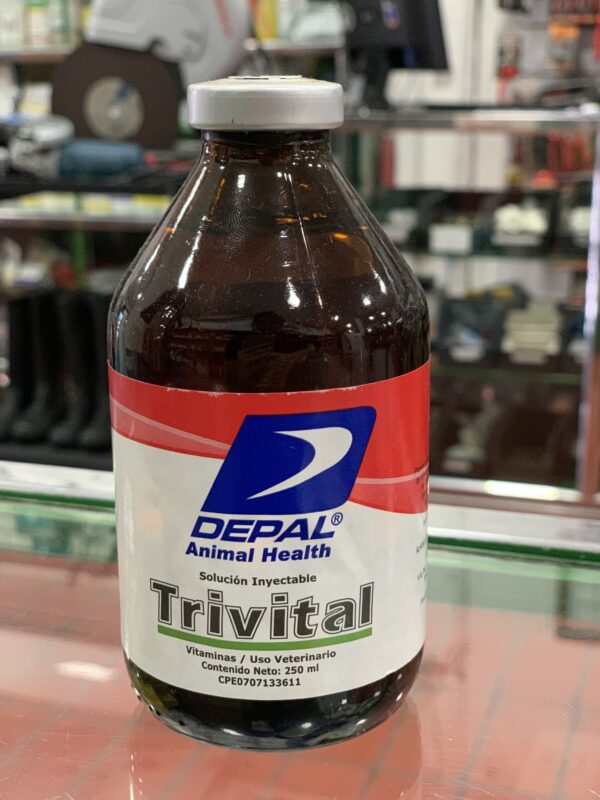 DEPAL®
Animal Health
Solución Inyectable
Trivital
Vitaminas / Uso Veterinario
Contenido Neto: 250 ml
CPE0707133611